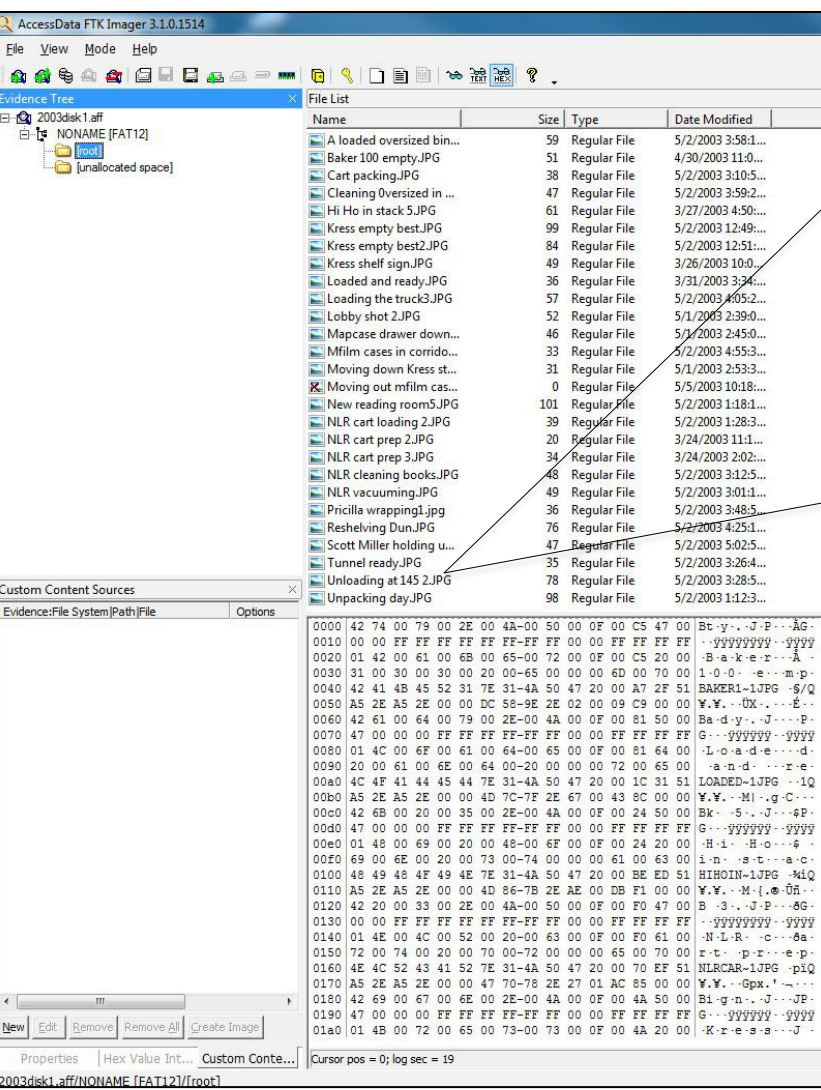 AccessData FTK Imager 3.1.0.1514
File View Mode Help
Evidence Tree
2003disk1.aff
NONAME [FAT12]
[root]
[unallocated space]
File List
Name Size Type Date Modified
A loaded oversized bin... 59 Regular File 5/2/2003 3:58:1...
Baker 100 empty.JPG 51 Regular File 4/30/2003 11:0...
Cart packing.JPG 38 Regular File 5/2/2003 3:10:5...
Cleaning 0versized in ... 47 Regular File 5/2/2003 3:59:2...
Hi Ho in stack 5.JPG 61 Regular File 3/27/2003 4:50:...
Kress empty best.JPG 99 Regular File 5/2/2003 12:49:...
Kress empty best2.JPG 84 Regular File 5/2/2003 12:51:...
Kress shelf sign.JPG 49 Regular File 3/26/2003 10:0...
Loaded and ready.JPG 36 Regular File 3/31/2003 3:34:...
Loading the truck3.JPG 57 Regular File 5/2/2003 4:05:2...
Lobby shot 2.JPG 52 Regular File 5/1/2003 2:39:0...
Mapcase drawer down... 46 Regular File 5/1/2003 2:45:0...
Mfilm cases in corrido... 33 Regular File 5/2/2003 4:55:3...
Moving down Kress st... 31 Regular File 5/1/2003 2:53:3...
Moving out mfilm cas... 0 Regular File 5/5/2003 10:18:...
New reading room5.JPG 101 Regular File 5/2/2003 1:18:1...
NLR cart loading 2.JPG 39 Regular File 5/2/2003 1:28:3...
NLR cart prep 2.JPG 20 Regular File 3/24/2003 11:1...
NLR cart prep 3.JPG 34 Regular File 3/24/2003 2:02:...
NLR cleaning books.JPG 48 Regular File 5/2/2003 3:12:5...
NLR vacuuming.JPG 49 Regular File 5/2/2003 3:01:1...
Pricilla wrapping1.jpg 36 Regular File 5/2/2003 3:48:5...
Reshelving Dun.JPG 76 Regular File 5/2/2003 4:25:1...
Scott Miller holding u... 47 Regular File 5/2/2003 5:02:5...
Tunnel ready.JPG 35 Regular File 5/2/2003 3:26:4...
Unloading at 145 2.JPG 78 Regular File 5/2/2003 3:28:5...
Unpacking day.JPG 98 Regular File 5/2/2003 1:12:3...
Custom Content Sources
Evidence:File System|Path|File Options
New Edit Remove Remove All Create Image
Properties Hex Value Int... Custom Conte...
0000 42 74 00 79 00 2E 00 4A-00 50 00 0F 00 C5 47 00 Bt·y·.·J·P···ÅG·
0010 00 00 FF FF FF FF FF FF-FF FF 00 00 FF FF FF FF ··ÿÿÿÿÿÿÿÿ··ÿÿÿÿ
0020 01 42 00 61 00 6B 00 65-00 72 00 0F 00 C5 20 00 ·B·a·k·e·r···Å ·
0030 31 00 30 00 30 00 20 00-65 00 00 00 6D 00 70 00 1·0·0· ·e···m·p·
0040 42 41 4B 45 52 31 7E 31-4A 50 47 20 00 A7 2F 51 BAKER1~1JPG ·§/Q
0050 A5 2E A5 2E 00 00 DC 58-9E 2E 02 00 09 C9 00 00 ¥.¥.··ÜX·.···É··
0060 42 61 00 64 00 79 00 2E-00 4A 00 0F 00 81 50 00 Ba·d·y·.·J····P·
0070 47 00 00 00 FF FF FF FF-FF FF 00 00 FF FF FF FF G···ÿÿÿÿÿÿ··ÿÿÿÿ
0080 01 4C 00 6F 00 61 00 64-00 65 00 0F 00 81 64 00 ·L·o·a·d·e····d·
0090 20 00 61 00 6E 00 64 00-20 00 00 00 72 00 65 00 ·a·n·d· ···r·e·
00a0 4C 4F 41 44 45 44 7E 31-4A 50 47 20 00 1C 31 51 LOADED~1JPG ··1Q
00b0 A5 2E A5 2E 00 00 4D 7C-7F 2E 67 00 43 8C 00 00 ¥.¥.··M|·.g·C···
00c0 42 6B 00 20 00 35 00 2E-00 4A 00 0F 00 24 50 00 Bk· ·5·.·J···$P·
00d0 47 00 00 00 FF FF FF FF-FF FF 00 00 FF FF FF FF G···ÿÿÿÿÿÿ··ÿÿÿÿ
00e0 01 48 00 69 00 20 00 48-00 6F 00 0F 00 24 20 00 ·H·i· ·H·o···$ ·
00f0 69 00 6E 00 20 00 73 00-74 00 00 00 61 00 63 00 i·n· ·s·t···a·c·
0100 48 49 48 4F 49 4E 7E 31-4A 50 47 20 00 BE ED 51 HIHOIN~1JPG ·¾íQ
0110 A5 2E A5 2E 00 00 4D 86-7B 2E AE 00 DB F1 00 00 ¥.¥.··M·{.®·Ûñ··
0120 42 20 00 33 00 2E 00 4A-00 50 00 0F 00 F0 47 00 B ·3·.·J·P···ðG·
0130 00 00 FF FF FF FF FF FF-FF FF 00 00 FF FF FF FF ··ÿÿÿÿÿÿÿÿ··ÿÿÿÿ
0140 01 4E 00 4C 00 52 00 20-00 63 00 0F 00 F0 61 00 ·N·L·R· ·c···ða·
0150 72 00 74 00 20 00 70 00-72 00 00 00 65 00 70 00 r·t· ·p·r···e·p·
0160 4E 4C 52 43 41 52 7E 31-4A 50 47 20 00 70 EF 51 NLRCAR~1JPG ·pïQ
0170 A5 2E A5 2E 00 00 47 70-78 2E 27 01 AC 85 00 00 ¥.¥.··Gpx.'·¬···
0180 42 69 00 67 00 6E 00 2E-00 4A 00 0F 00 4A 50 00 Bi·g·n·.·J···JP·
0190 47 00 00 00 FF FF FF FF-FF FF 00 00 FF FF FF FF G···ÿÿÿÿÿÿ··ÿÿÿÿ
01a0 01 4B 00 72 00 65 00 73-00 73 00 0F 00 4A 20 00 ·K·r·e·s·s···J ·
Cursor pos = 0; log sec = 19
2003disk1.aff/NONAME [FAT12]/[root]